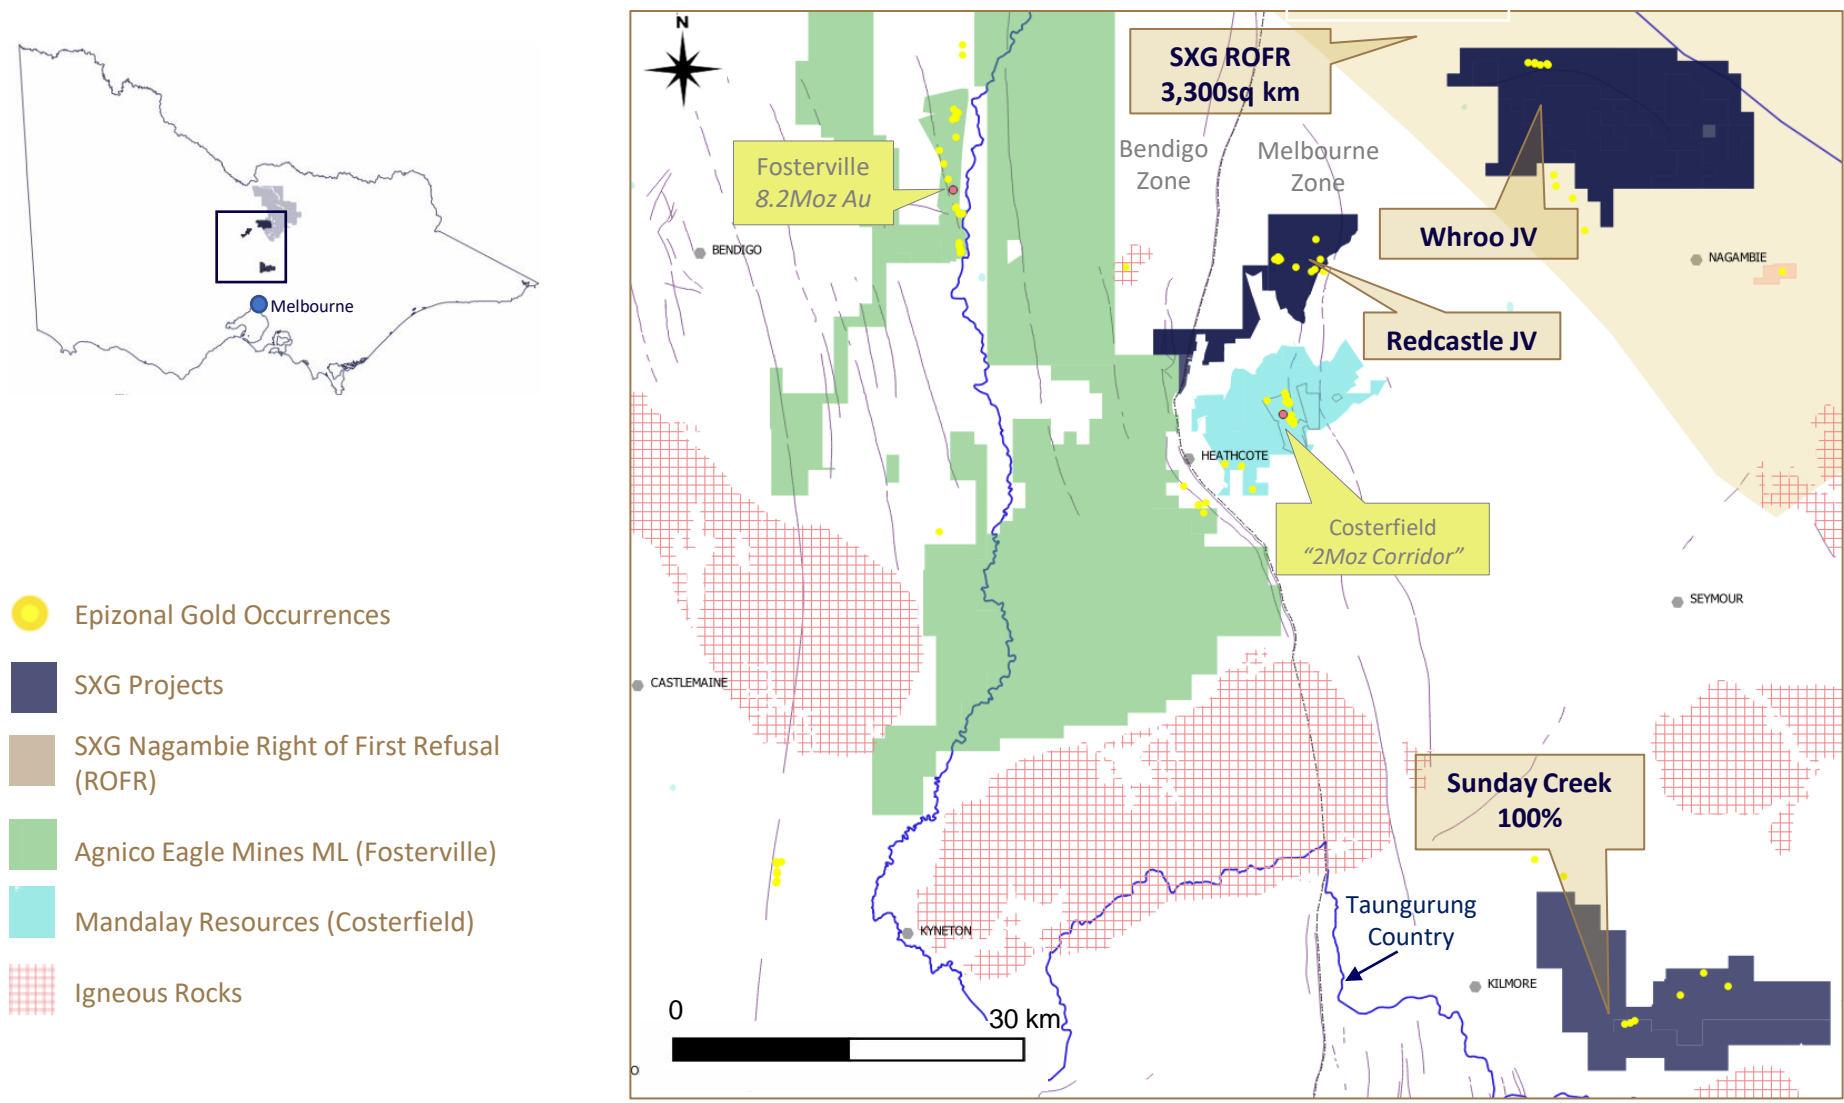 Melbourne
Epizonal Gold Occurrences
SXG Projects
SXG Nagambie Right of First Refusal
(ROFR)
Agnico Eagle Mines ML (Fosterville)
Mandalay Resources (Costerfield)
Igneous Rocks
N
SXG ROFR
3,300sq km
Bendigo
Zone
Melbourne
Zone
Fosterville
8.2Moz Au
BENDIGO
Whroo JV
NAGAMBIE
Redcastle JV
HEATHCOTE
Costerfield
“2Moz Corridor”
SEYMOUR
CASTLEMAINE
Sunday Creek
100%
Taungurung
Country
KYNETON
KILMORE
0
30 km
O